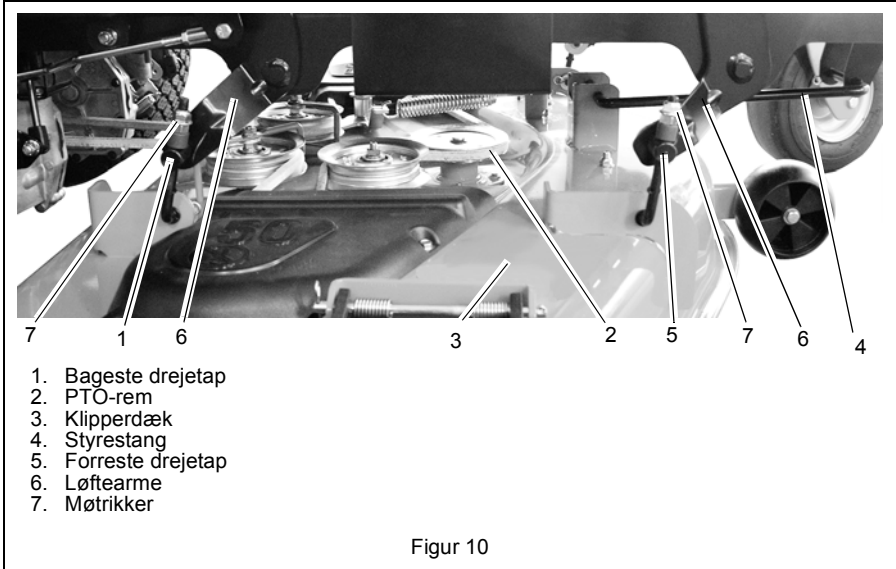 7 1 6 3 2 5 7 6 4
1. Bageste drejetap
2. PTO-rem
3. Klipperdæk
4. Styrestang
5. Forreste drejetap
6. Løftearme
7. Møtrikker
Figur 10